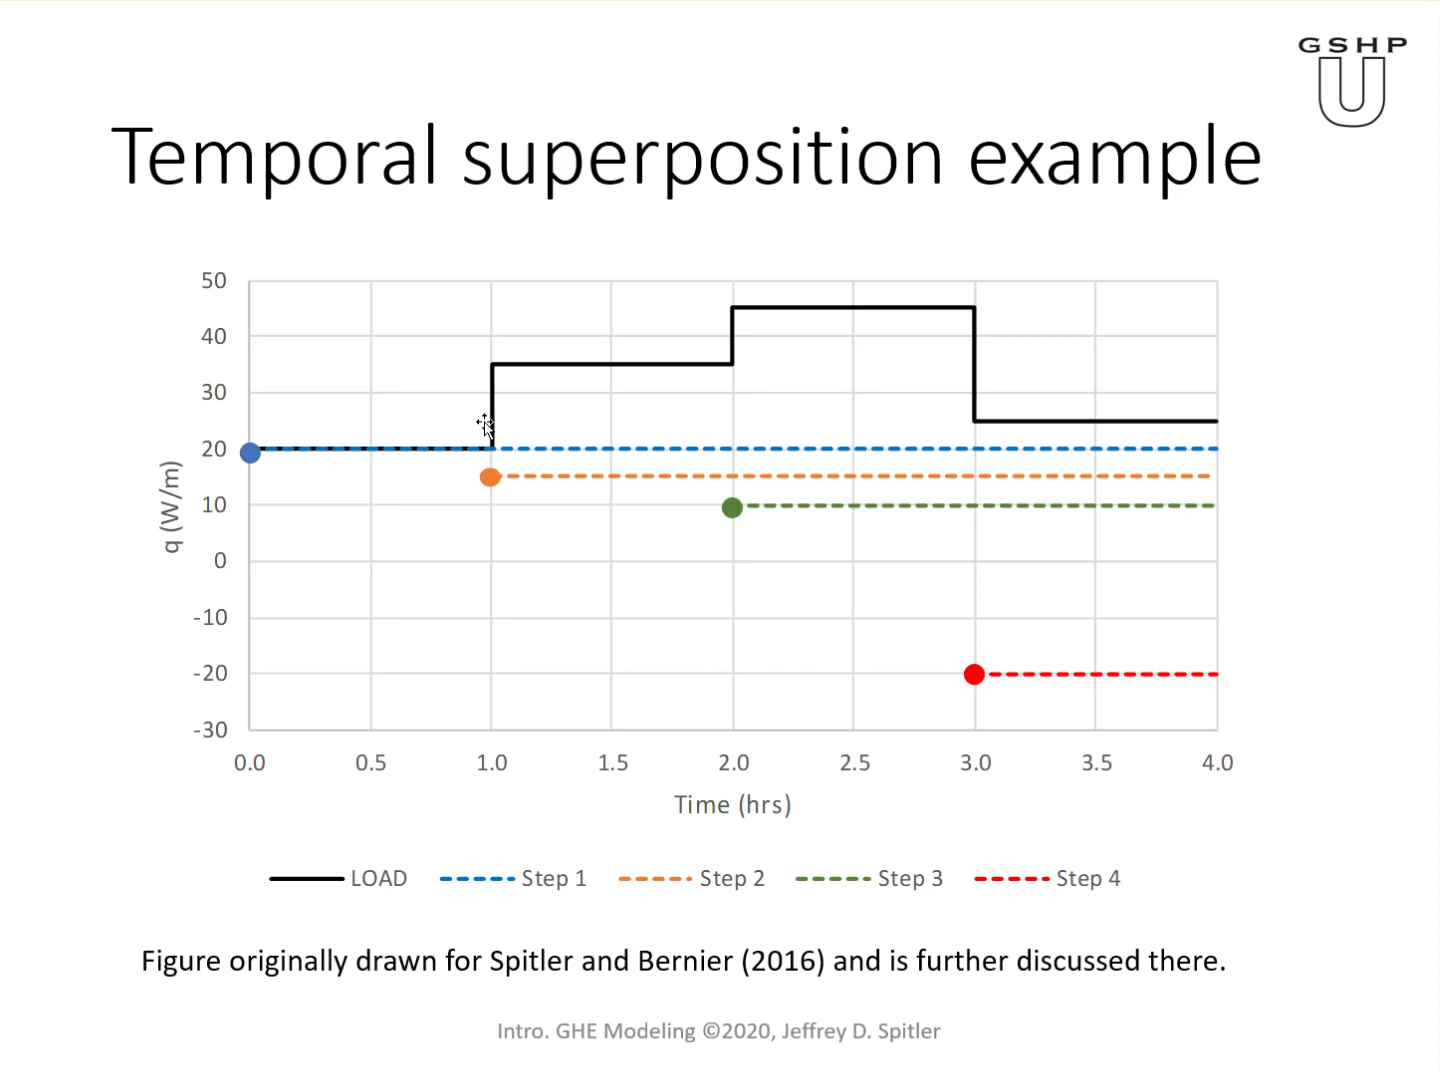 GSHP
U
Temporal superposition example
50
40
30
20
10
0
-10
-20
-30
q (W/m)
0.0 0.5 1.0 1.5 2.0 2.5 3.0 3.5 4.0
Time (hrs)
LOAD Step 1 Step 2 Step 3 Step 4
Figure originally drawn for Spitler and Bernier (2016) and is further discussed there.
Intro. GHE Modeling ©2020, Jeffrey D. Spitler